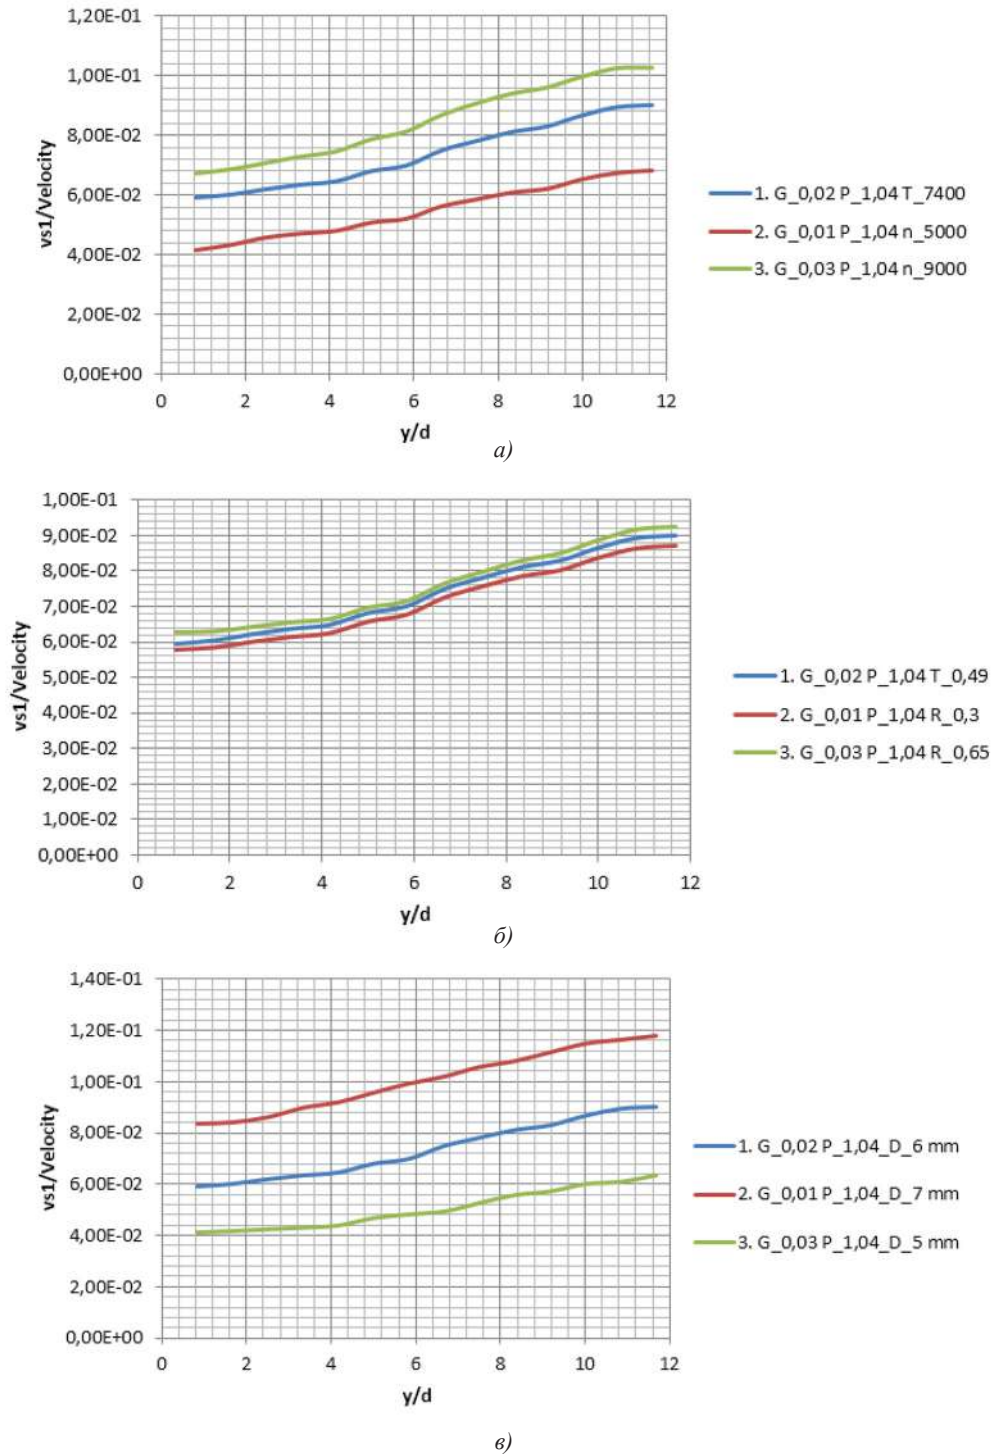 1,20E-01
1,00E-01
8,00E-02
6,00E-02
4,00E-02
2,00E-02
0,00E+00
vs1/Velocity
0 2 4 6 8 10 12
y/d
1. G_0,02 P_1,04 T_7400
2. G_0,01 P_1,04 n_5000
3. G_0,03 P_1,04 n_9000
а)
1,00E-01
9,00E-02
8,00E-02
7,00E-02
6,00E-02
5,00E-02
4,00E-02
3,00E-02
2,00E-02
1,00E-02
0,00E+00
vs1/Velocity
0 2 4 6 8 10 12
y/d
1. G_0,02 P_1,04 T_0,49
2. G_0,01 P_1,04 R_0,3
3. G_0,03 P_1,04 R_0,65
б)
1,40E-01
1,20E-01
1,00E-01
8,00E-02
6,00E-02
4,00E-02
2,00E-02
0,00E+00
vs1/Velocity
0 2 4 6 8 10 12
y/d
1. G_0,02 P_1,04_D_6 mm
2. G_0,01 P_1,04_D_7 mm
3. G_0,03 P_1,04_D_5 mm
в)